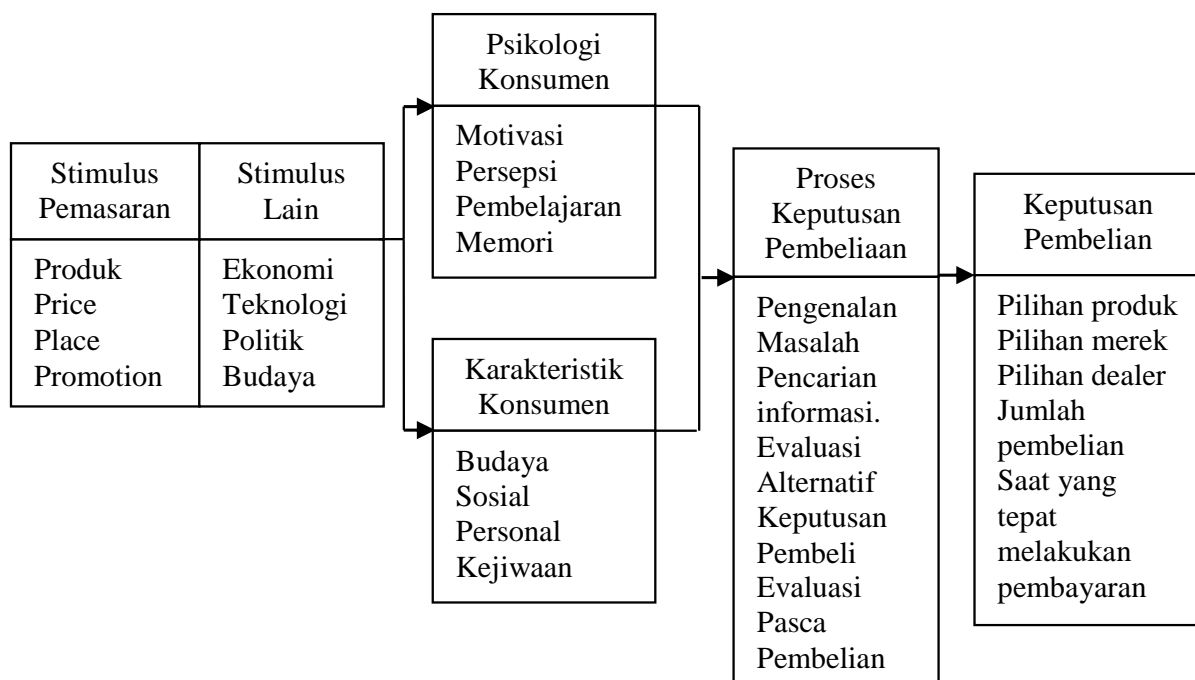 Stimulus
Pemasaran
Produk
Price
Place
Promotion
Stimulus
Lain
Ekonomi
Teknologi
Politik
Budaya
Psikologi
Konsumen
Motivasi
Persepsi
Pembelajaran
Memori
Karakteristik
Konsumen
Budaya
Sosial
Personal
Kejiwaan
Proses
Keputusan
Pembeliaan
Pengenalan
Masalah
Pencarian
informasi.
Evaluasi
Alternatif
Keputusan
Pembeli
Evaluasi
Pasca
Pembelian
Keputusan
Pembelian
Pilihan produk
Pilihan merek
Pilihan dealer
Jumlah
pembelian
Saat yang
tepat
melakukan
pembayaran